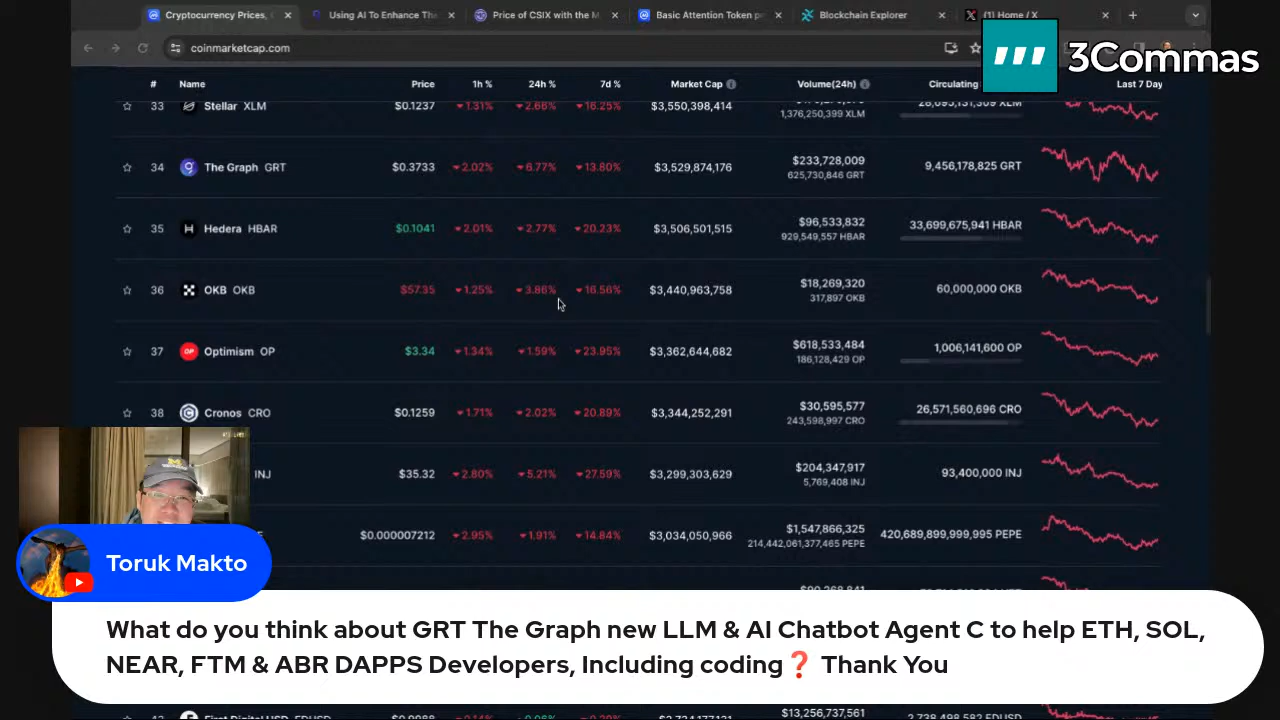 Cryptocurrency Prices,
Using AI To Enhance The
Price of CSIX with the M
Basic Attention Token p
Blockchain Explorer
(1) Home / X
coinmarketcap.com
3Commas
# Name Price 1h % 24h % 7d % Market Cap Volume(24h) Circulating Last 7 Day
33 Stellar XLM $0.1237 1.31% 2.66% 16.25% $3,550,398,414
1,376,250,399 XLM
34 The Graph GRT $0.3733 2.02% 6.77% 13.80% $3,529,874,176 $233,728,009 9,456,178,825 GRT
625,730,846 GRT
35 Hedera HBAR $0.1041 2.01% 2.77% 20.23% $3,506,501,515 $96,533,832 33,699,675,941 HBAR
929,549,557 HBAR
36 OKB OKB $57.35 1.25% 3.86% 16.56% $3,440,963,758 $18,269,320 60,000,000 OKB
317,897 OKB
37 Optimism OP $3.34 1.34% 1.59% 23.95% $3,362,644,682 $618,533,484 1,006,141,600 OP
186,128,429 OP
38 Cronos CRO $0.1259 1.71% 2.02% 20.89% $3,344,252,291 $30,595,577 26,571,560,696 CRO
243,598,997 CRO
INJ $35.32 2.80% 5.21% 27.59% $3,299,303,629 $204,347,917 93,400,000 INJ
5,769,408 INJ
$0.000007212 2.95% 1.91% 14.84% $3,034,050,966 $1,547,866,325 420,689,899,999,995 PEPE
214,442,061,377,465 PEPE
Toruk Makto
What do you think about GRT The Graph new LLM & AI Chatbot Agent C to help ETH, SOL,
NEAR, FTM & ABR DAPPS Developers, Including coding❓ Thank You
$13,256,737,561